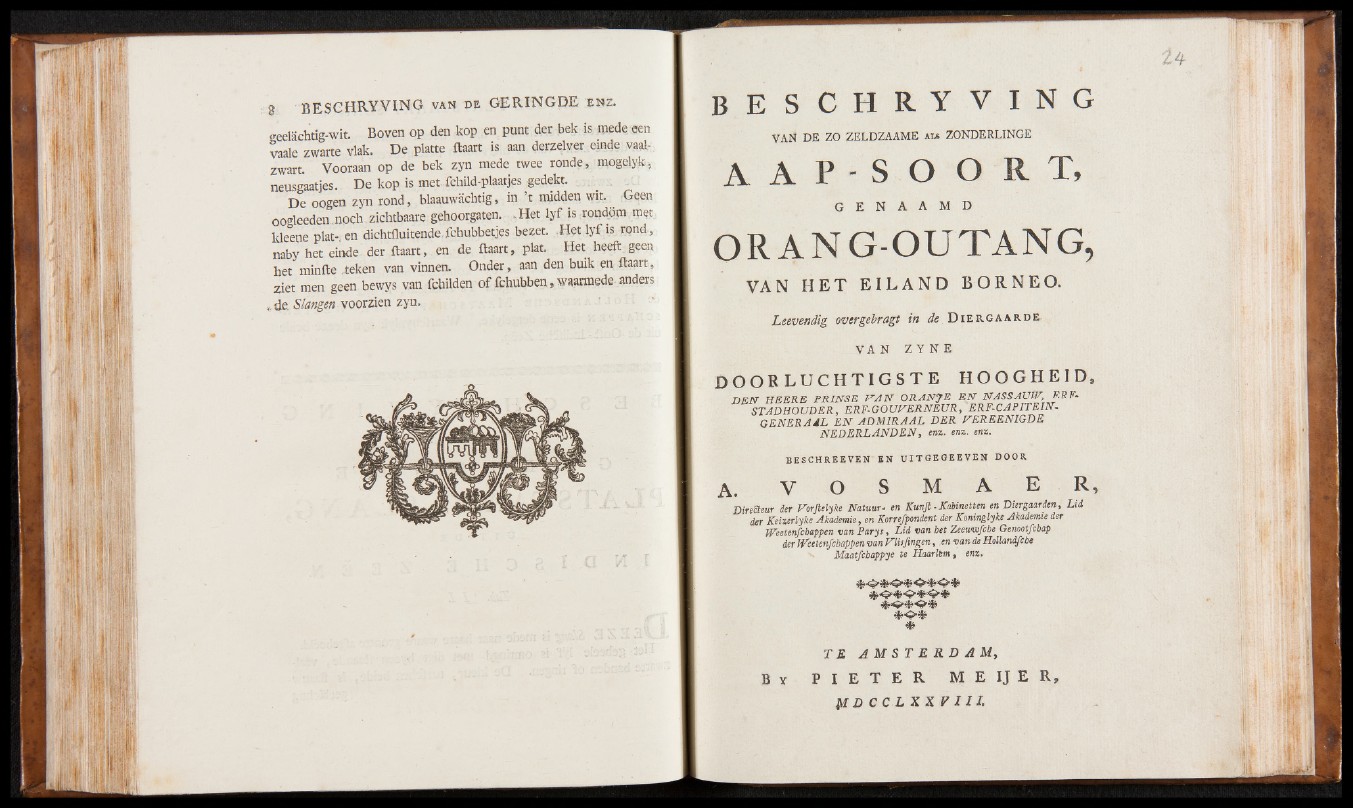 8 BESCHRYVING VAN DE GERINGDE ENZ.
geelächtig-wit. Boven op den kop en punt der bek is mede een
vaale zwarte vlak. De platte ſtaart is aan derzelver einde vaal-
zwart. Vooraan op de bek zyn mede twee ronde, mogelyk,
neusgaatjes. De kop is met ſchild-plaatjes gedekt.
De oogen zyn rond, blaauwächtig, in 't midden wit. Geen
oogleeden noch zichtbaare gehoorgaten. Het lyf is rondöm met
kleene plat- en dichtſluitende ſchubbetjes bezet. Het lyf is rond,
naby het einde der ſtaart, en de ſtaart, plat. Het heeft geen
het minſte teken van vinnen. Onder, aan den buik en ſtaart,
ziet men geen bewys van ſchilden of ſchubben, waarmede anders
de Slangen voorzien zyn.
24
BESCHRYVING
VAN DE ZO ZELDZAAME ALS ZONDERLINGE
AAP-SOORT,
GENAAMD
ORANG-OUTANG,
VAN HET EILAND BORNEO.
Leevendig overgebragt in de DIERGAARDE
VAN ZYNE
DOORLUCHTIGSTE HOOGHEID,
DEN HEERE PRINSE VAN ORANJE EN NASSAUW, ERF-
STADHOUDER, ERF-GOUVERNEUR, ERF-CAPITEIN-
GENERAAL EN ADMIRAAL DER VEREENIGDE
NEDERLANDEN, enz. enz. enz.
BESCHREEVEN EN UITGEGEEVEN DOOR
A. VOSMAER,
Directeur der Vorſtelyke Natuur- en Kunſt-Kabinetten en Diergaarden, Lid
der Keizerlyke Akademie, en Korreſpondent der Koninglyke Akademie der
Weetenſchappen van Parys, Lid van het Zeeuwſche Genootſchap
der Weetenſchappen van Vlisſingen, en van de Hollandſche
Maatſchappye te Haarlem, enz.
TE AMSTERDAM,
BY PIETER MEIJER,
MDCCLXXVIII.